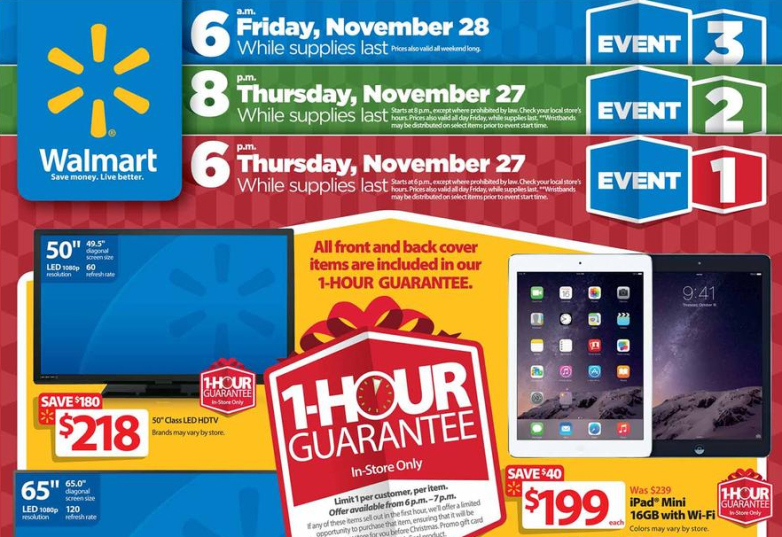 Walmart
Save money. Live better.
6 a.m.
Friday, November 28
While supplies last Prices also valid all weekend long.
EVENT 3
8 p.m.
Thursday, November 27
While supplies last
Starts at 8 p.m., except where prohibited by law. Check your local store's
hours. Prices also valid all day Friday, while supplies last. **Wristbands
may be distributed on select items prior to event start time.
EVENT 2
6 p.m.
Thursday, November 27
While supplies last
Starts at 6 p.m., except where prohibited by law. Check your local store's
hours. Prices also valid all day Friday, while supplies last. **Wristbands
may be distributed on select items prior to event start time.
EVENT 1
50"
49.5"
diagonal
screen size
LED 1080p
resolution
60
refresh rate
All front and back cover
items are included in our
1-HOUR GUARANTEE.
1-HOUR
GUARANTEE
In-Store Only
SAVE $180
$218
50" Class LED HDTV
Brands may vary by store.
1-HOUR
GUARANTEE
In-Store Only
Limit 1 per customer, per item.
Offer available from 6 p.m. – 7 p.m.
If any of these items sell out in the first hour, we'll offer a limited
opportunity to purchase that item, ensuring that it will be
store for you before Christmas. Promo gift card
9:41
SAVE $40
$199 each
Was $239
iPad® Mini
16GB with Wi-Fi
Colors may vary by store.
1-HOUR
GUARANTEE
In-Store Only
65"
65.0"
diagonal
screen size
LED 1080p
resolution
120
refresh rate